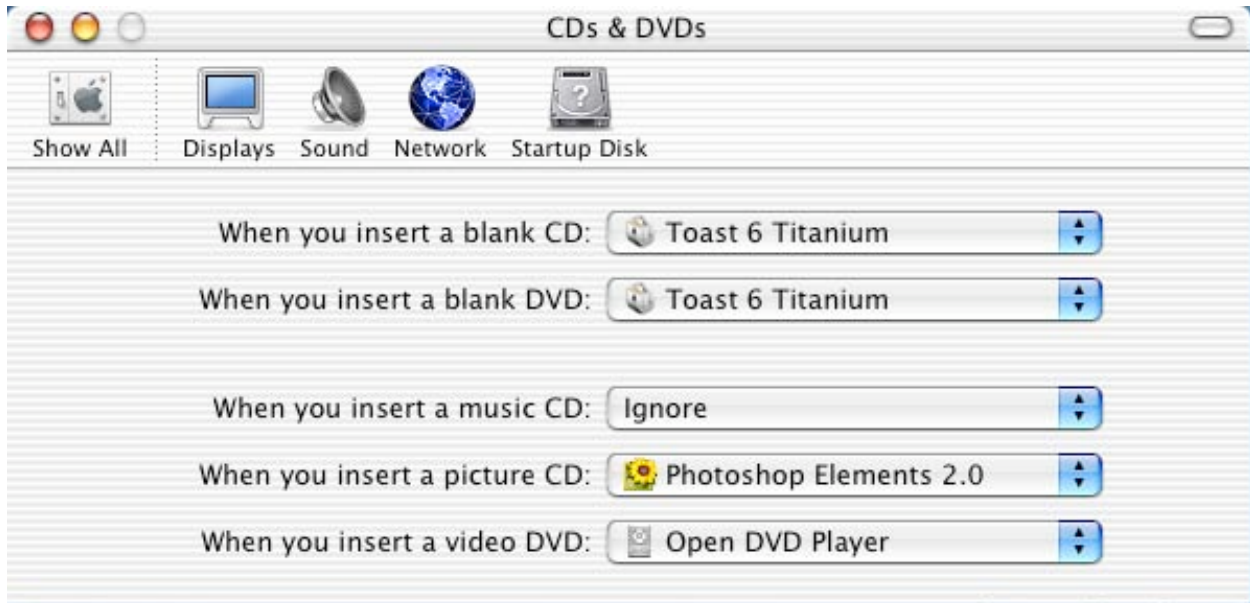 CDs & DVDs
Show All Displays Sound Network Startup Disk
When you insert a blank CD: Toast 6 Titanium
When you insert a blank DVD: Toast 6 Titanium
When you insert a music CD: Ignore
When you insert a picture CD: Photoshop Elements 2.0
When you insert a video DVD: Open DVD Player